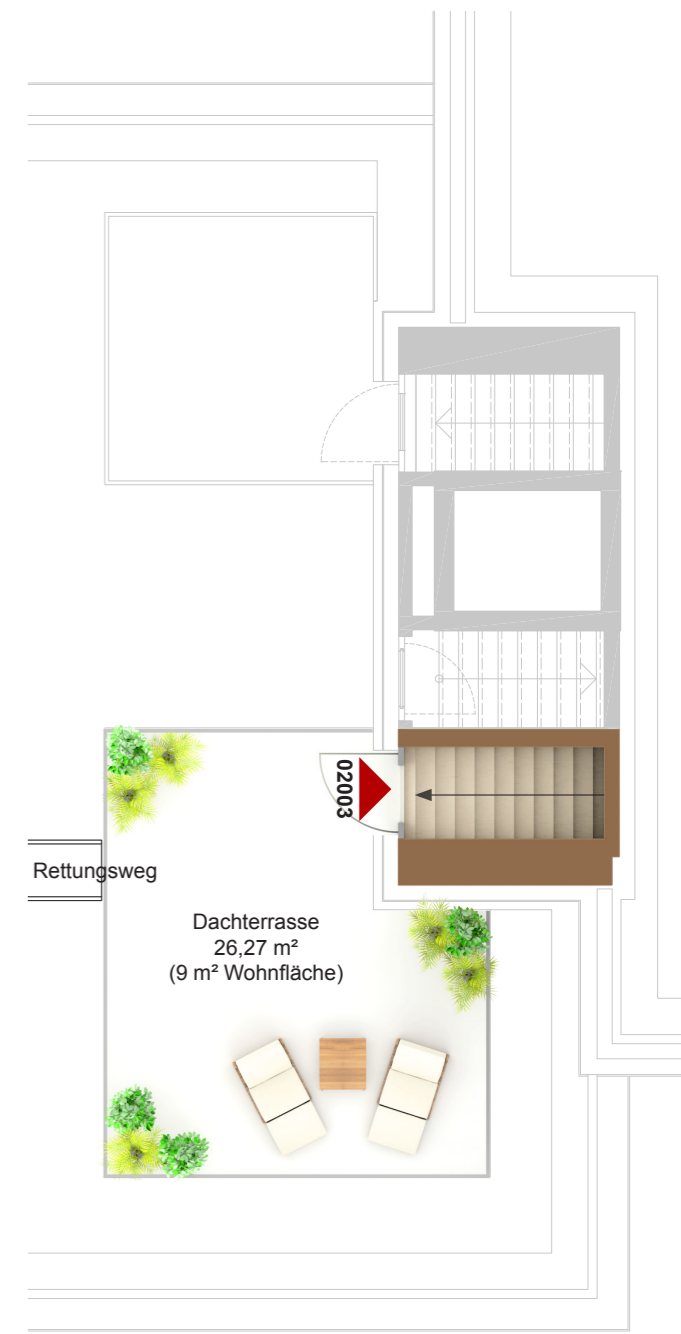 02003
Rettungsweg
Dachterrasse
26,27 m²
(9 m² Wohnfläche)